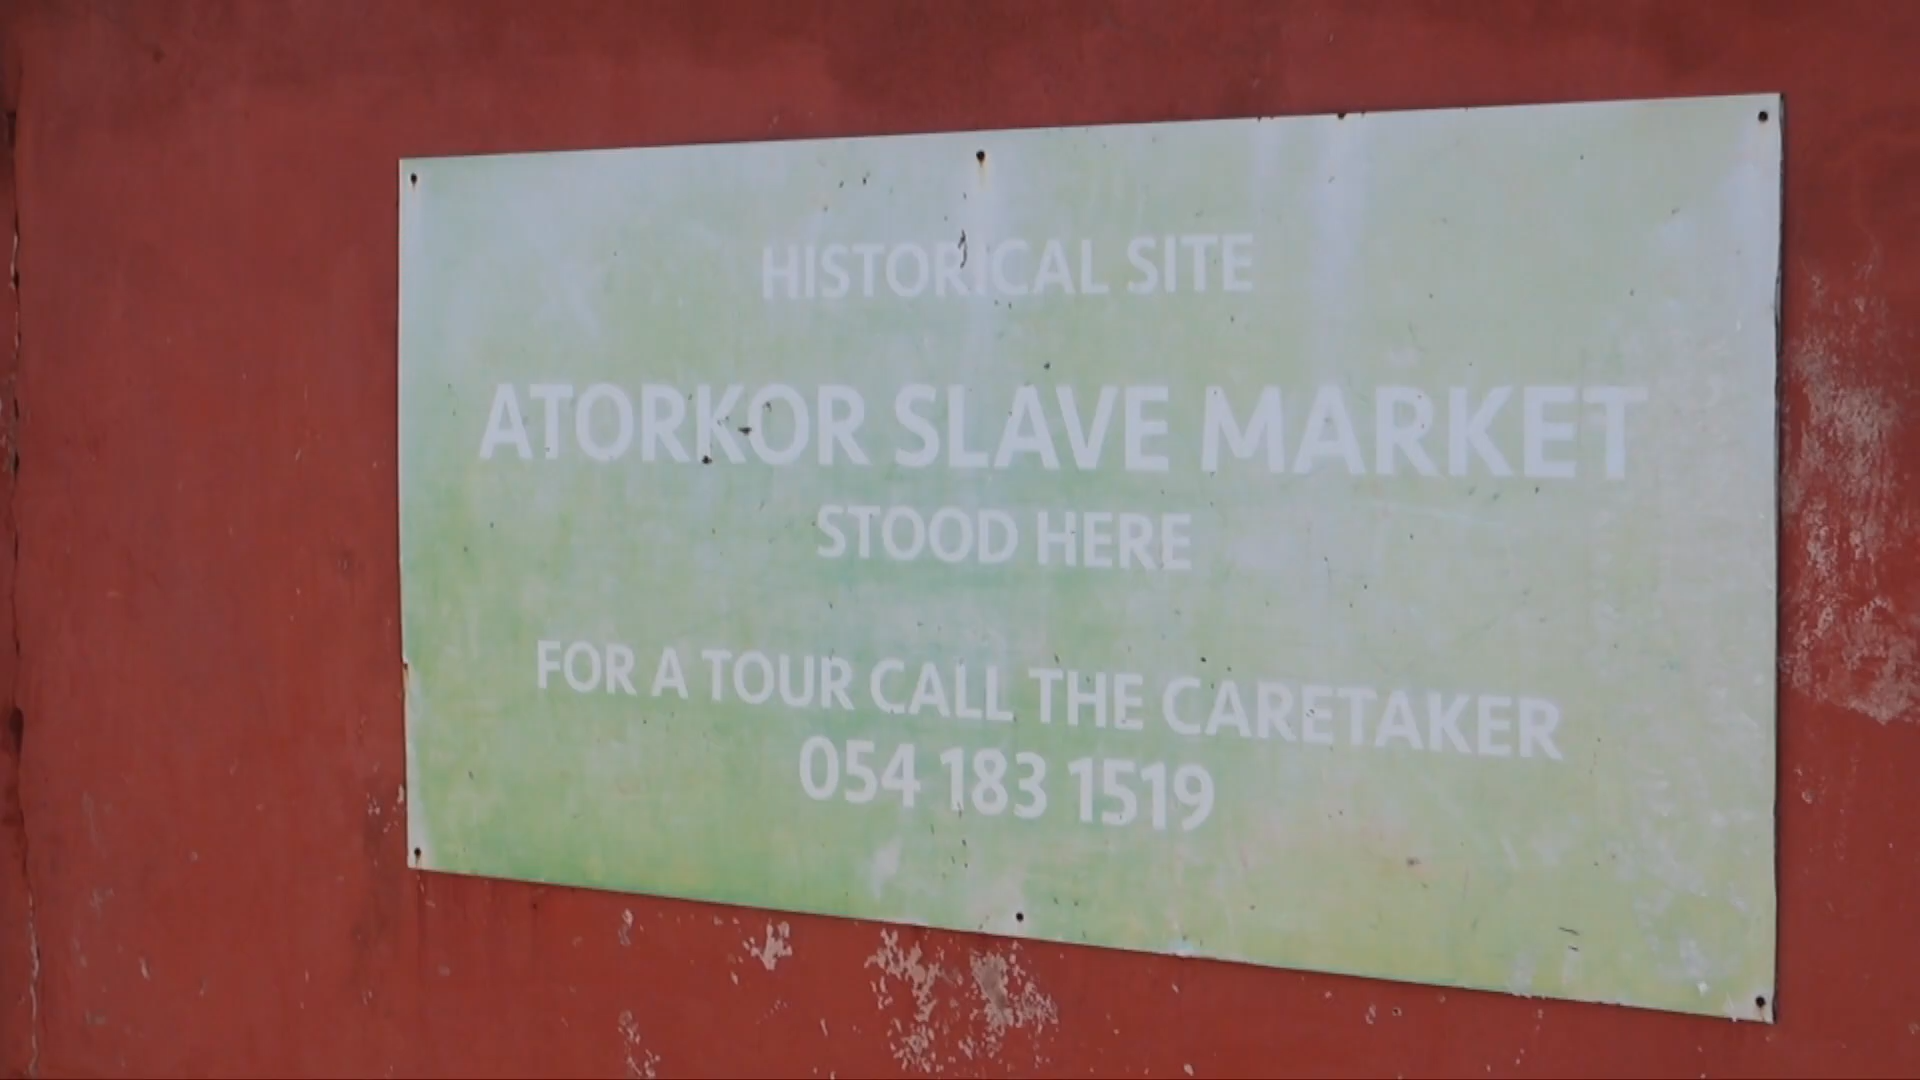 HISTORICAL SITE
ATORKOR SLAVE MARKET
STOOD HERE
FOR A TOUR CALL THE CARETAKER
054 183 1519